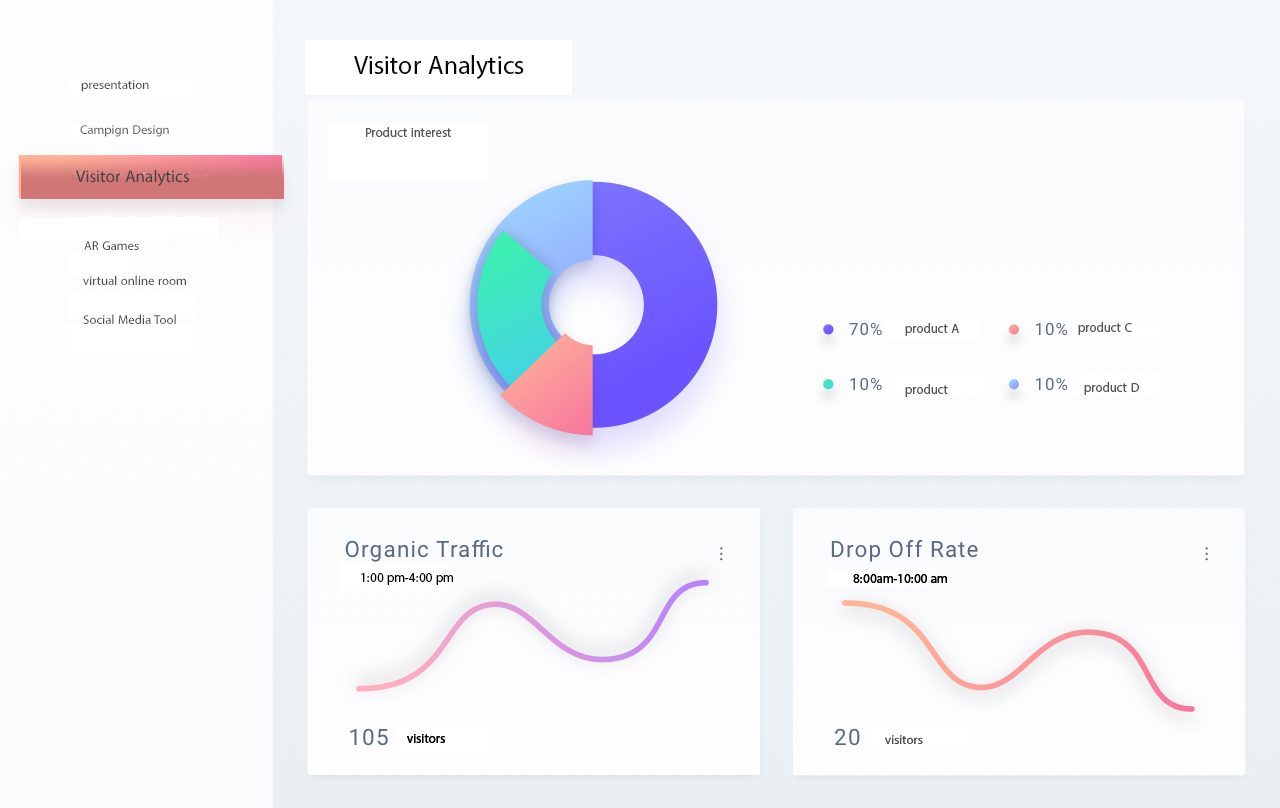 presentation
Campign Design
Visitor Analytics
AR Games
virtual online room
Social Media Tool
Visitor Analytics
Product interest
70% product A
10% product C
10% product
10% product D
Organic Traffic
1:00 pm-4:00 pm
105 visitors
Drop Off Rate
8:00am-10:00 am
20 visitors